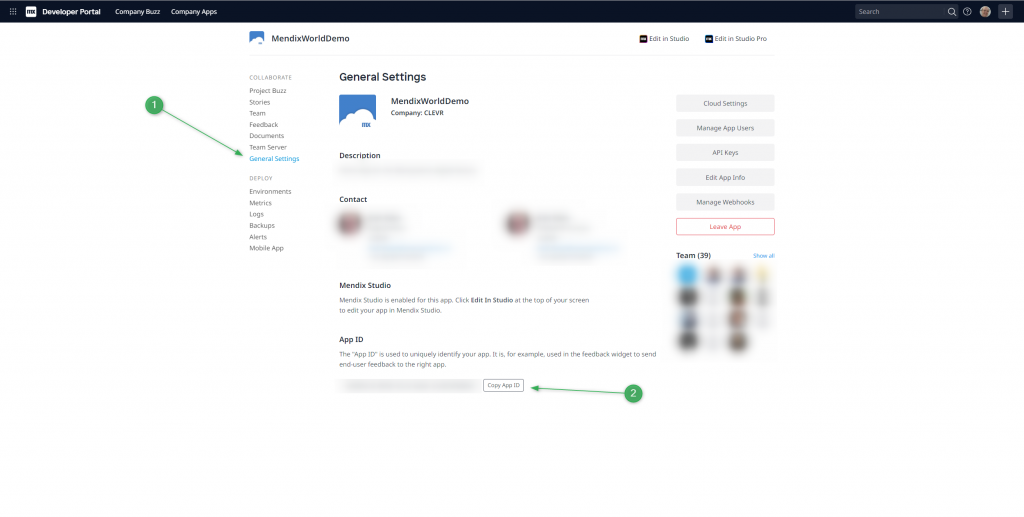 mx Developer Portal Company Buzz Company Apps Search
MendixWorldDemo Edit in Studio Edit in Studio Pro
COLLABORATE
Project Buzz
Stories
Team
Feedback
Documents
Team Server
General Settings
DEPLOY
Environments
Metrics
Logs
Backups
Alerts
Mobile App
1
General Settings
mx
MendixWorldDemo
Company: CLEVR
Description
Contact
Mendix Studio
Mendix Studio is enabled for this app. Click Edit In Studio at the top of your screen
to edit your app in Mendix Studio.
App ID
The "App ID" is used to uniquely identify your app. It is, for example, used in the feedback widget to send
end-user feedback to the right app.
Copy App ID
2
Cloud Settings
Manage App Users
API Keys
Edit App Info
Manage Webhooks
Leave App
Team (39) Show all